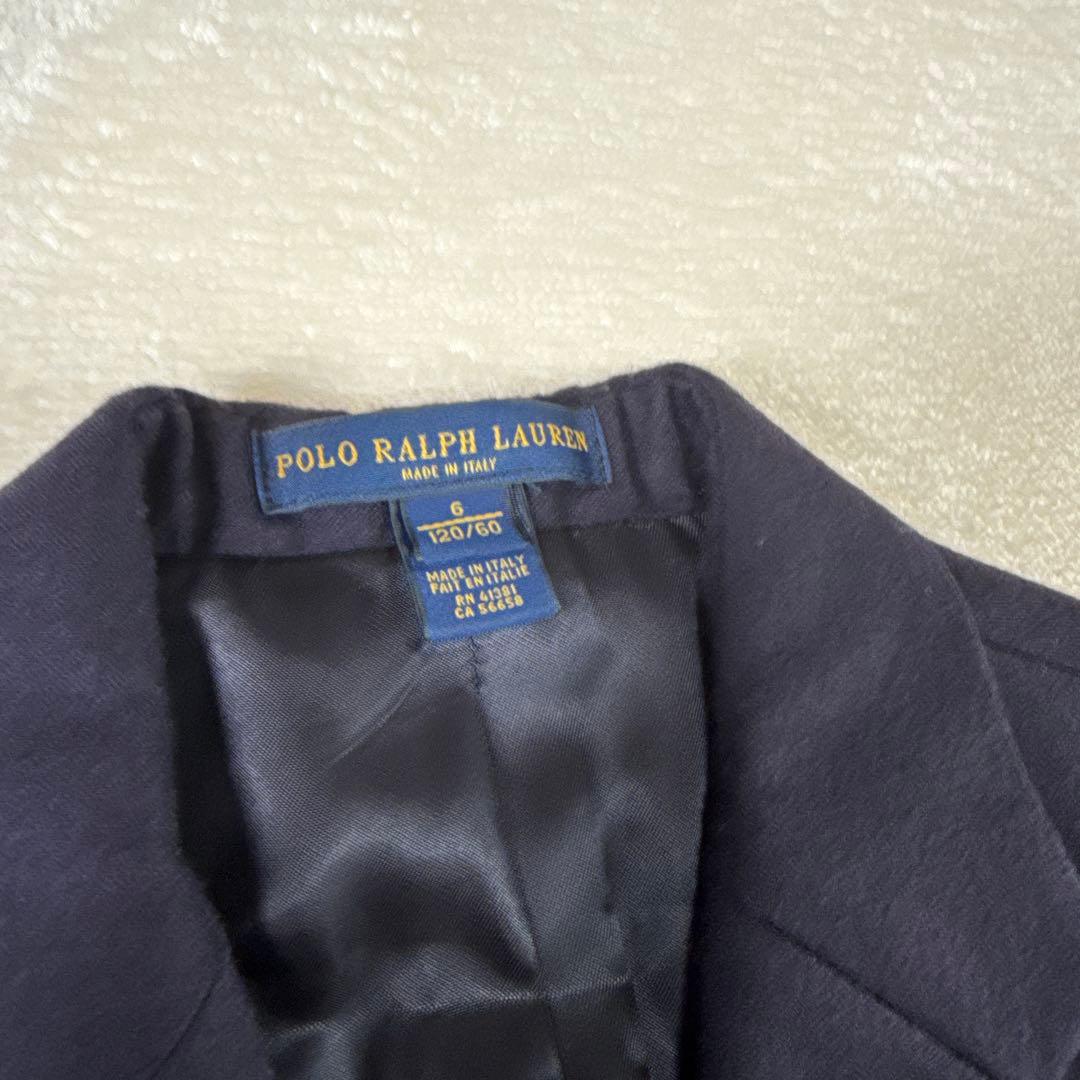 POLO RALPH LAUREN
MADE IN ITALY
6
120/60
MADE IN ITALY
FAIT EN ITALIE
RN 41381
CA 56658